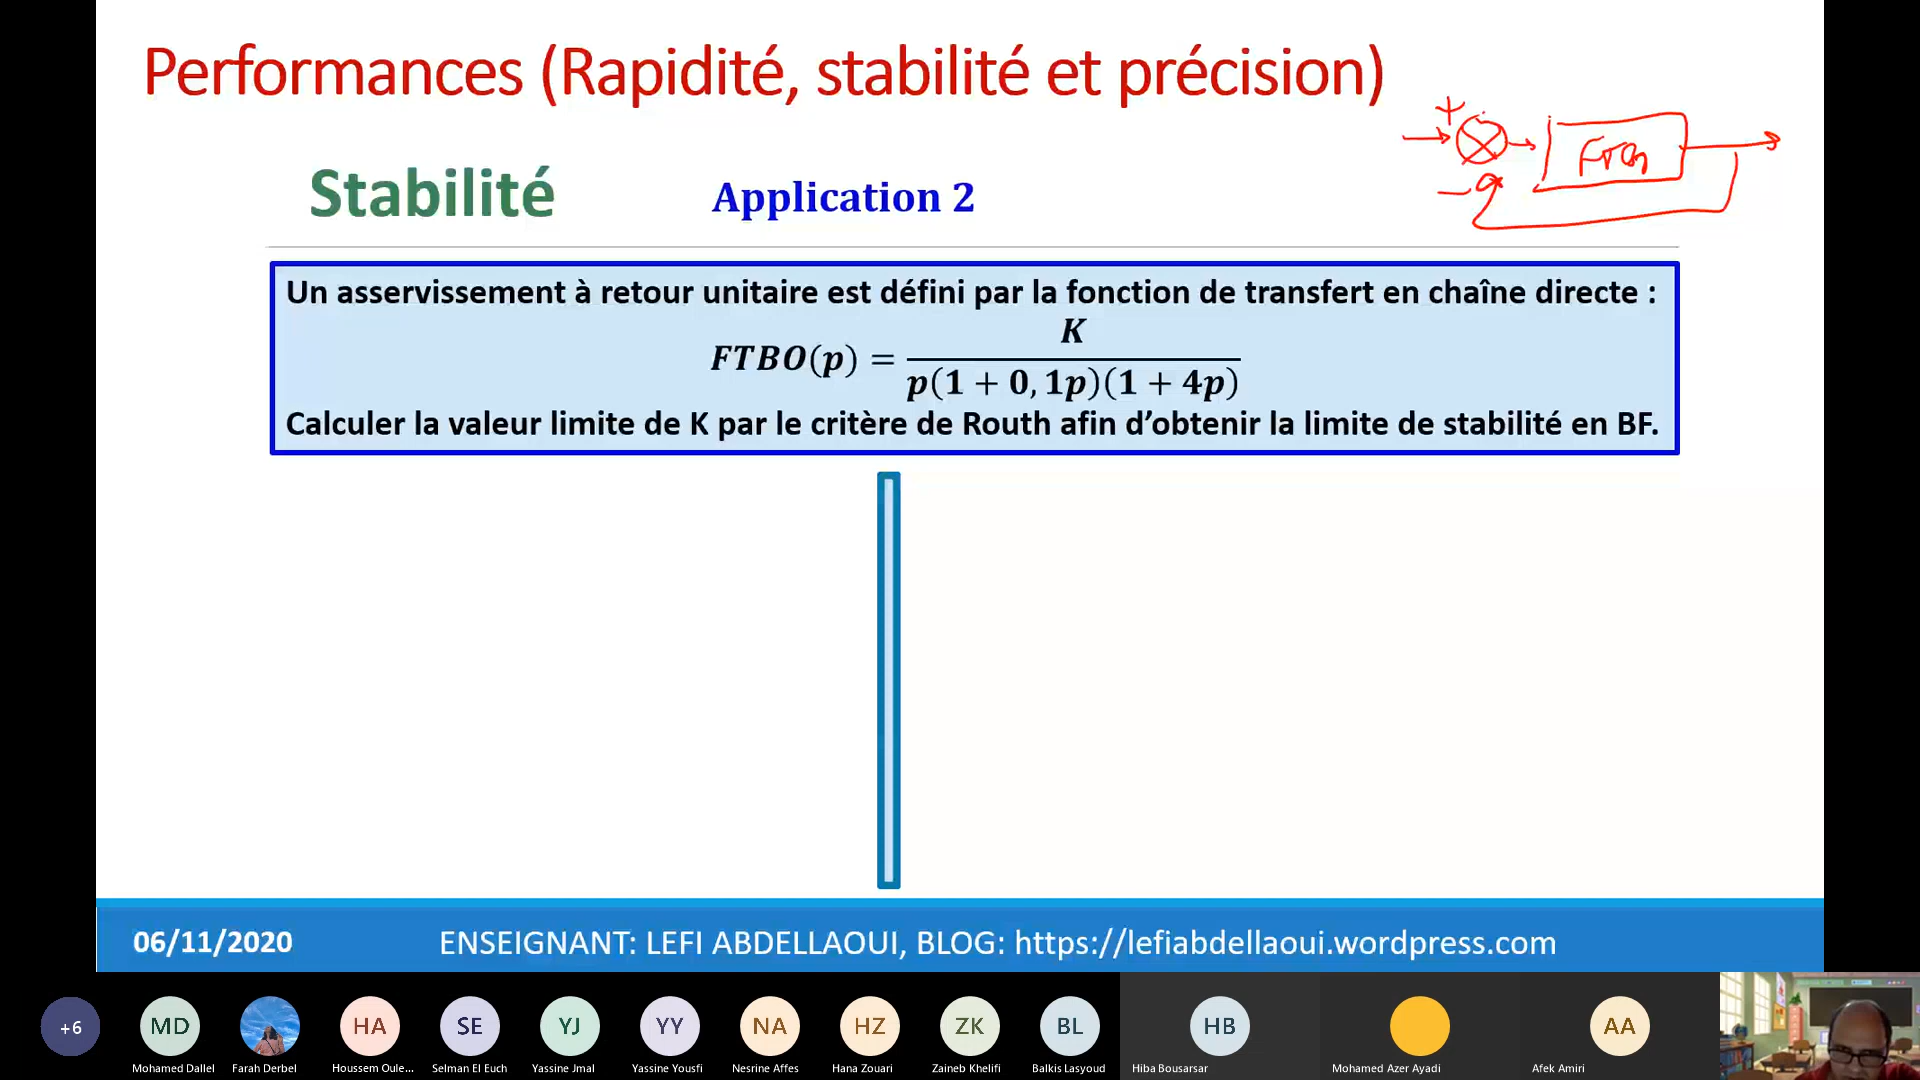 Performances (Rapidité, stabilité et précision)
+
FTBO
−
Stabilité
Application 2
Un asservissement à retour unitaire est défini par la fonction de transfert en chaîne directe :
FTBO(p) = K / p(1 + 0,1p)(1 + 4p)
Calculer la valeur limite de K par le critère de Routh afin d’obtenir la limite de stabilité en BF.
06/11/2020
ENSEIGNANT: LEFI ABDELLAOUI, BLOG: https://lefiabdellaoui.wordpress.com
+6
MD
HA
SE
YJ
YY
NA
HZ
ZK
BL
HB
AA
Mohamed Dallel
Farah Derbel
Houssem Oule...
Selman El Euch
Yassine Jmal
Yassine Yousfi
Nesrine Affes
Hana Zouari
Zaineb Khelifi
Balkis Lasyoud
Hiba Bousarsar
Mohamed Azer Ayadi
Afek Amiri